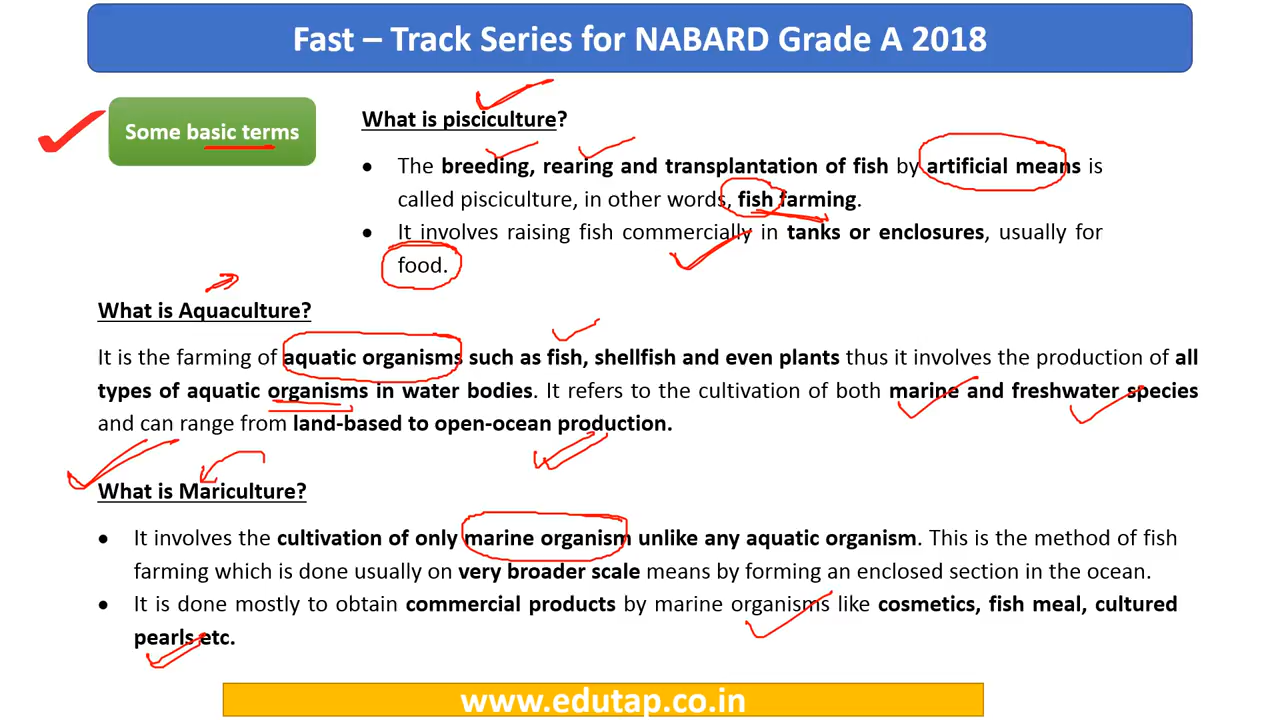 Fast – Track Series for NABARD Grade A 2018
Some basic terms
What is pisciculture?
• The breeding, rearing and transplantation of fish by artificial means is
called pisciculture, in other words, fish farming.
• It involves raising fish commercially in tanks or enclosures, usually for
food.
What is Aquaculture?
It is the farming of aquatic organisms such as fish, shellfish and even plants thus it involves the production of all
types of aquatic organisms in water bodies. It refers to the cultivation of both marine and freshwater species
and can range from land-based to open-ocean production.
What is Mariculture?
• It involves the cultivation of only marine organism unlike any aquatic organism. This is the method of fish
farming which is done usually on very broader scale means by forming an enclosed section in the ocean.
• It is done mostly to obtain commercial products by marine organisms like cosmetics, fish meal, cultured
pearls etc.
www.edutap.co.in